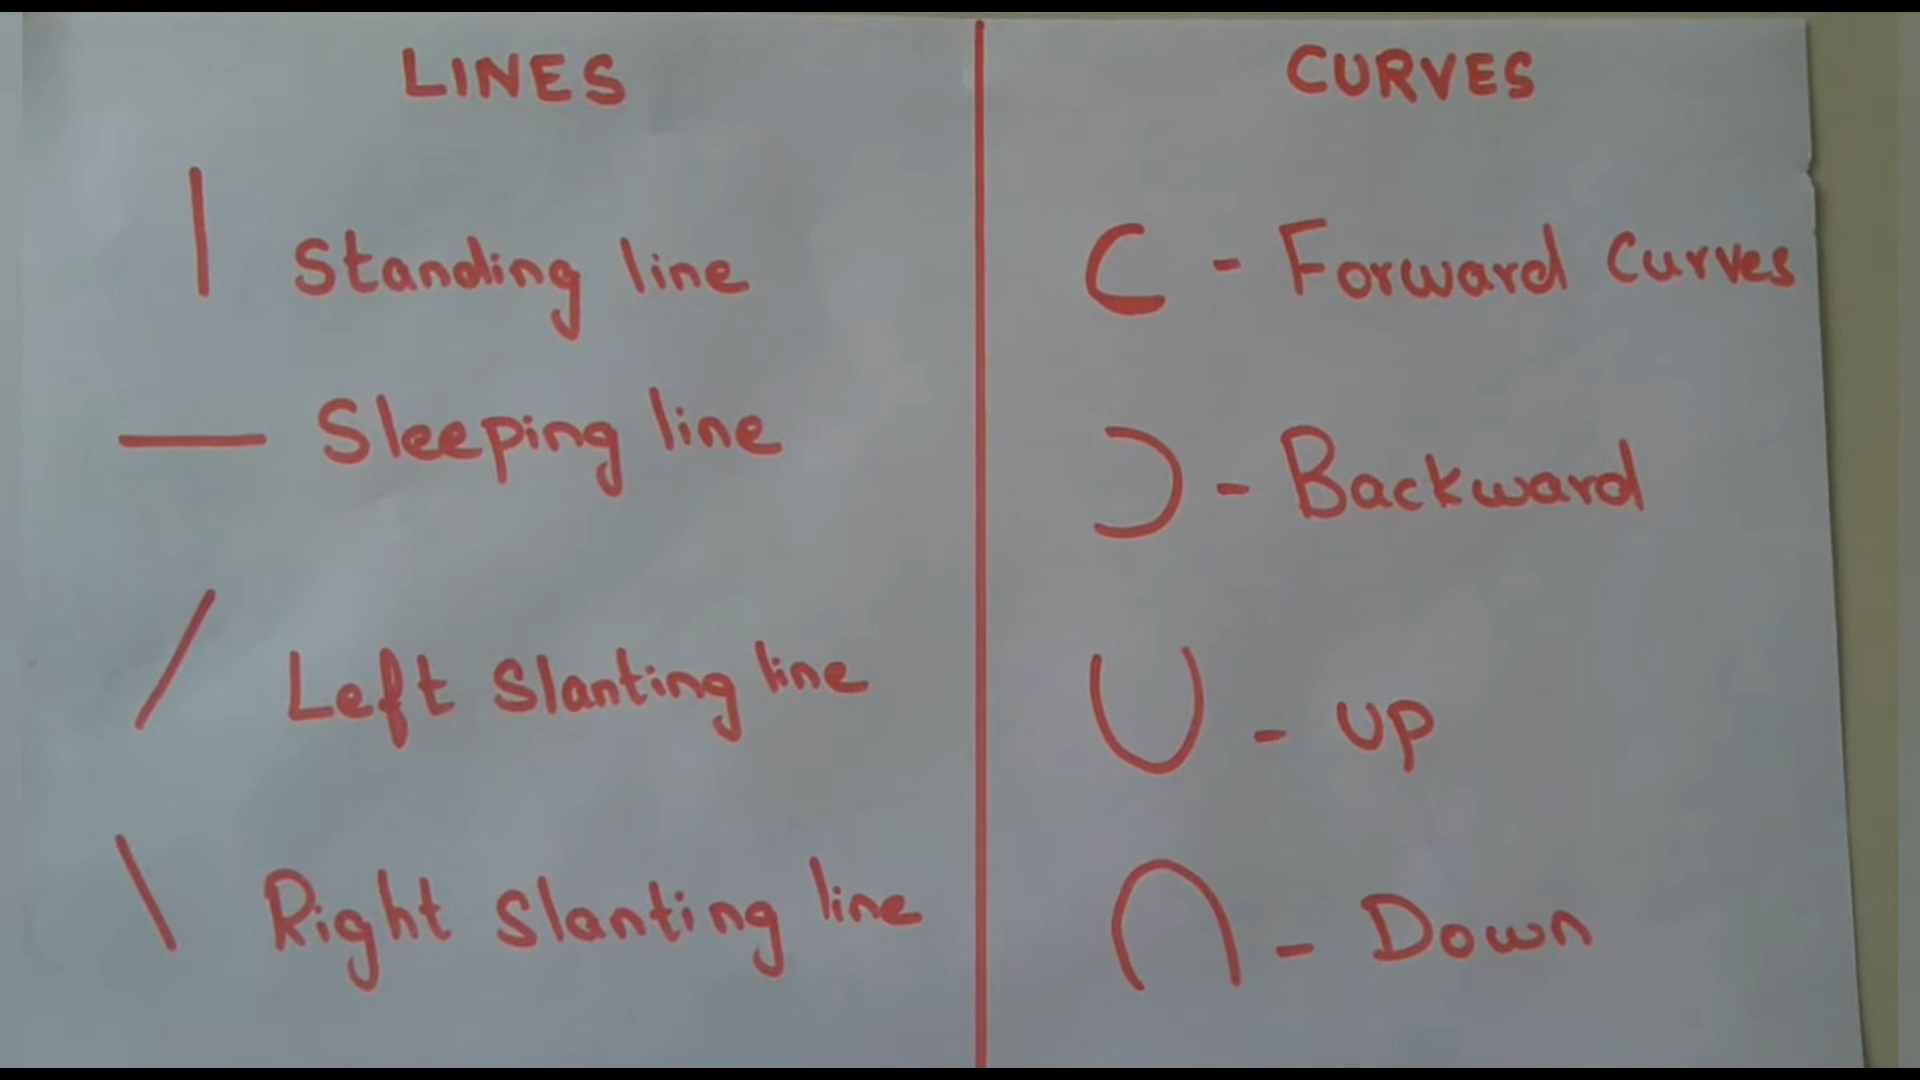 LINES
Standing line
Sleeping line
Left Slanting line
Right Slanting line
CURVES
- Forward Curves
- Backward
- up
- Down